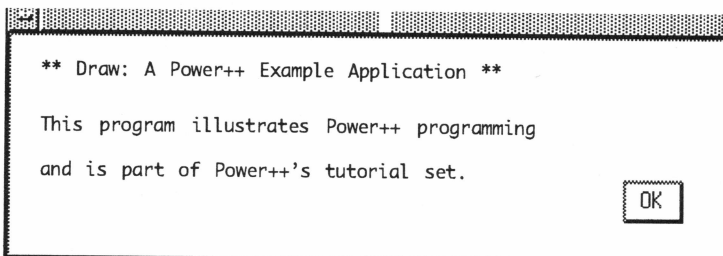 ** Draw: A Power++ Example Application **
This program illustrates Power++ programming
and is part of Power++'s tutorial set.
OK